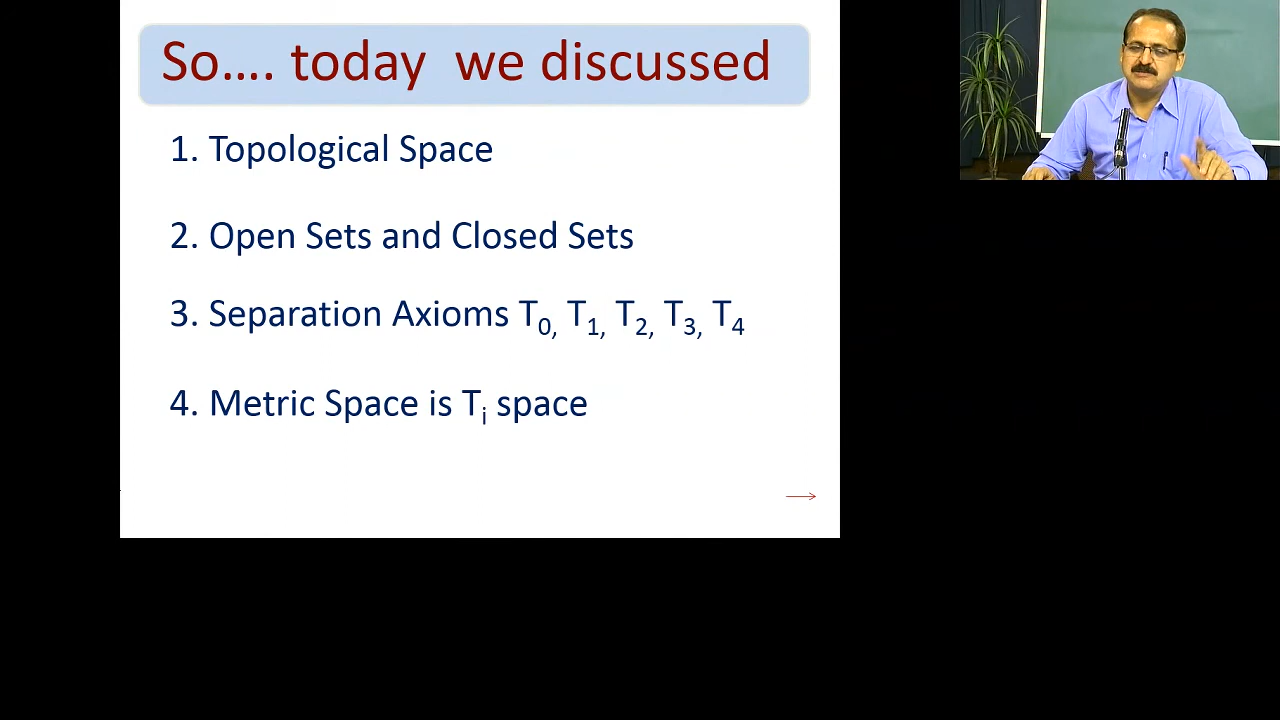 So.... today we discussed
1. Topological Space
2. Open Sets and Closed Sets
3. Separation Axioms T0, T1, T2, T3, T4
4. Metric Space is Ti space